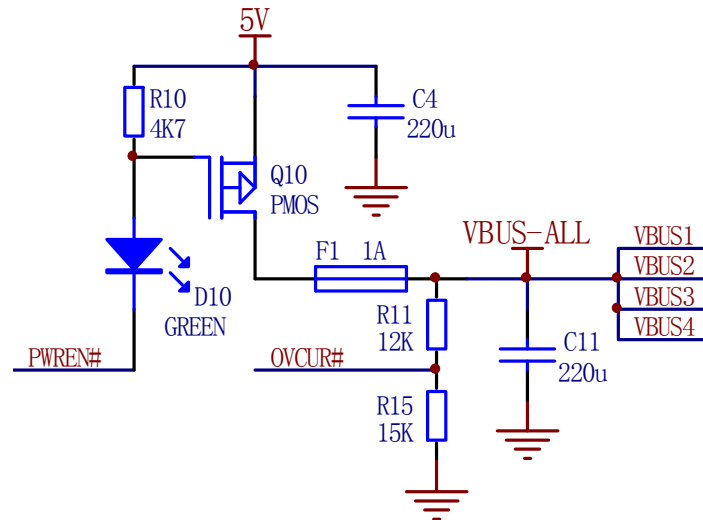 5V
R10
4K7
C4
220u
Q10
PMOS
VBUS-ALL
VBUS1
F1 1A
VBUS2
D10
GREEN
R11
12K
VBUS3
VBUS4
PWREN#
OVCUR#
C11
220u
R15
15K